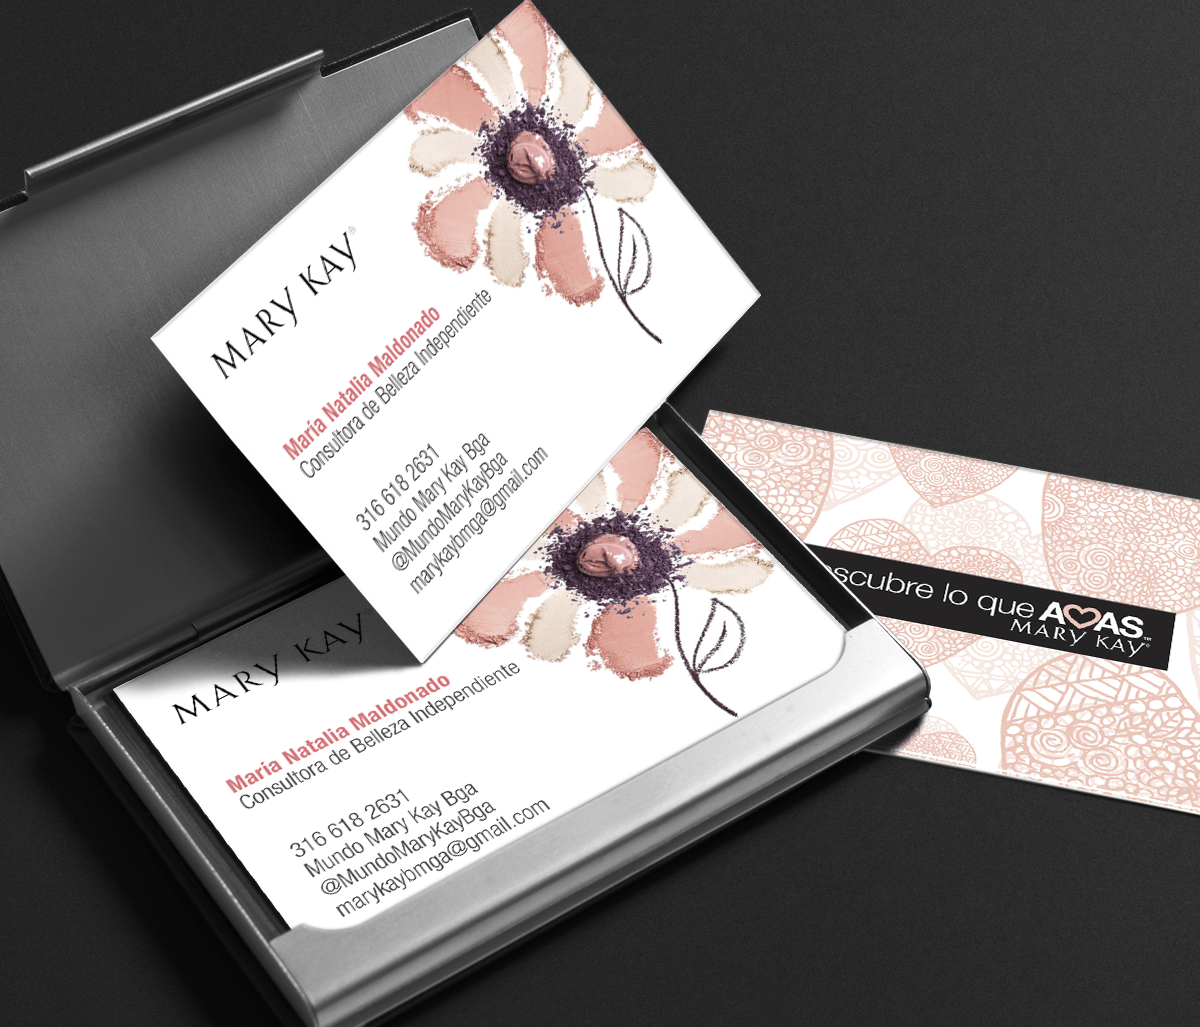 MARY KAY®
María Natalia Maldonado
Consultora de Belleza Independiente
316 618 2631
Mundo Mary Kay Bga
@MundoMaryKayBga
marykaybmga@gmail.com
MARY KAY
María Natalia Maldonado
Consultora de Belleza Independiente
316 618 2631
Mundo Mary Kay Bga
@MundoMaryKayBga
marykaybmga@gmail.com
escubre lo que AMAS™
MARY KAY®